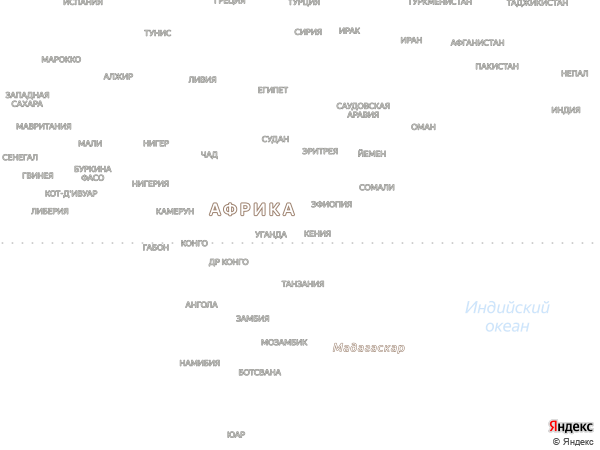 ИСПАНИЯ
ГРЕЦИЯ
ТУРЦИЯ
ТУРКМЕНИСТАН
ТАДЖИКИСТАН
ТУНИС
СИРИЯ
ИРАК
ИРАН
АФГАНИСТАН
МАРОККО
АЛЖИР
ЛИВИЯ
ЕГИПЕТ
ПАКИСТАН
НЕПАЛ
ЗАПАДНАЯ
САХАРА
САУДОВСКАЯ
АРАВИЯ
ИНДИЯ
МАВРИТАНИЯ
ОМАН
МАЛИ
НИГЕР
ЧАД
СУДАН
ЭРИТРЕЯ
ЙЕМЕН
СЕНЕГАЛ
ГВИНЕЯ
БУРКИНА
ФАСО
НИГЕРИЯ
СОМАЛИ
КОТ-Д'ИВУАР
ЛИБЕРИЯ
КАМЕРУН
АФРИКА
ЭФИОПИЯ
УГАНДА
КЕНИЯ
ГАБОН
КОНГО
ДР КОНГО
ТАНЗАНИЯ
АНГОЛА
ЗАМБИЯ
Индийский
океан
МОЗАМБИК
Мадагаскар
НАМИБИЯ
БОТСВАНА
ЮАР
Яндекс
© Яндекс